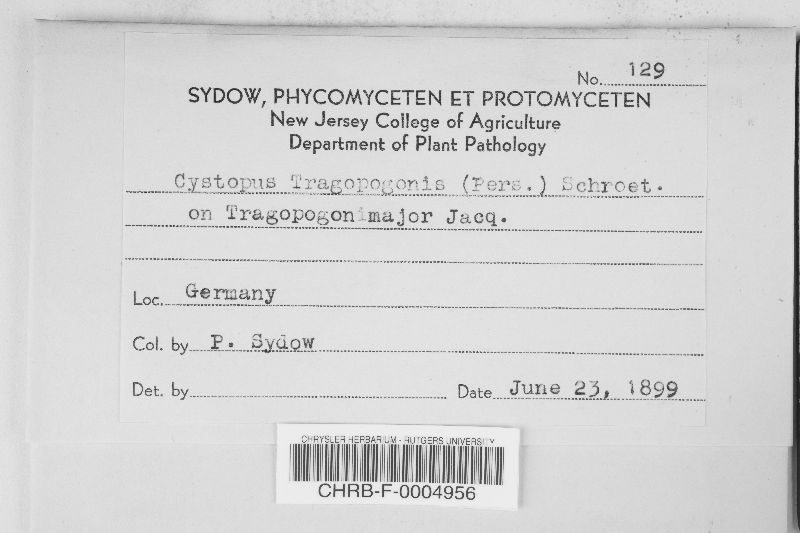 No. 129
SYDOW, PHYCOMYCETEN ET PROTOMYCETEN
New Jersey College of Agriculture
Department of Plant Pathology
Cystopus Tragopogonis (Pers.) Schroet.
on Tragopogonimajor Jacq.
Loc. Germany
Col. by P. Sydow
Det. by Date June 23, 1899
CHRYSLER HERBARIUM - RUTGERS UNIVERSITY
CHRB-F-0004956